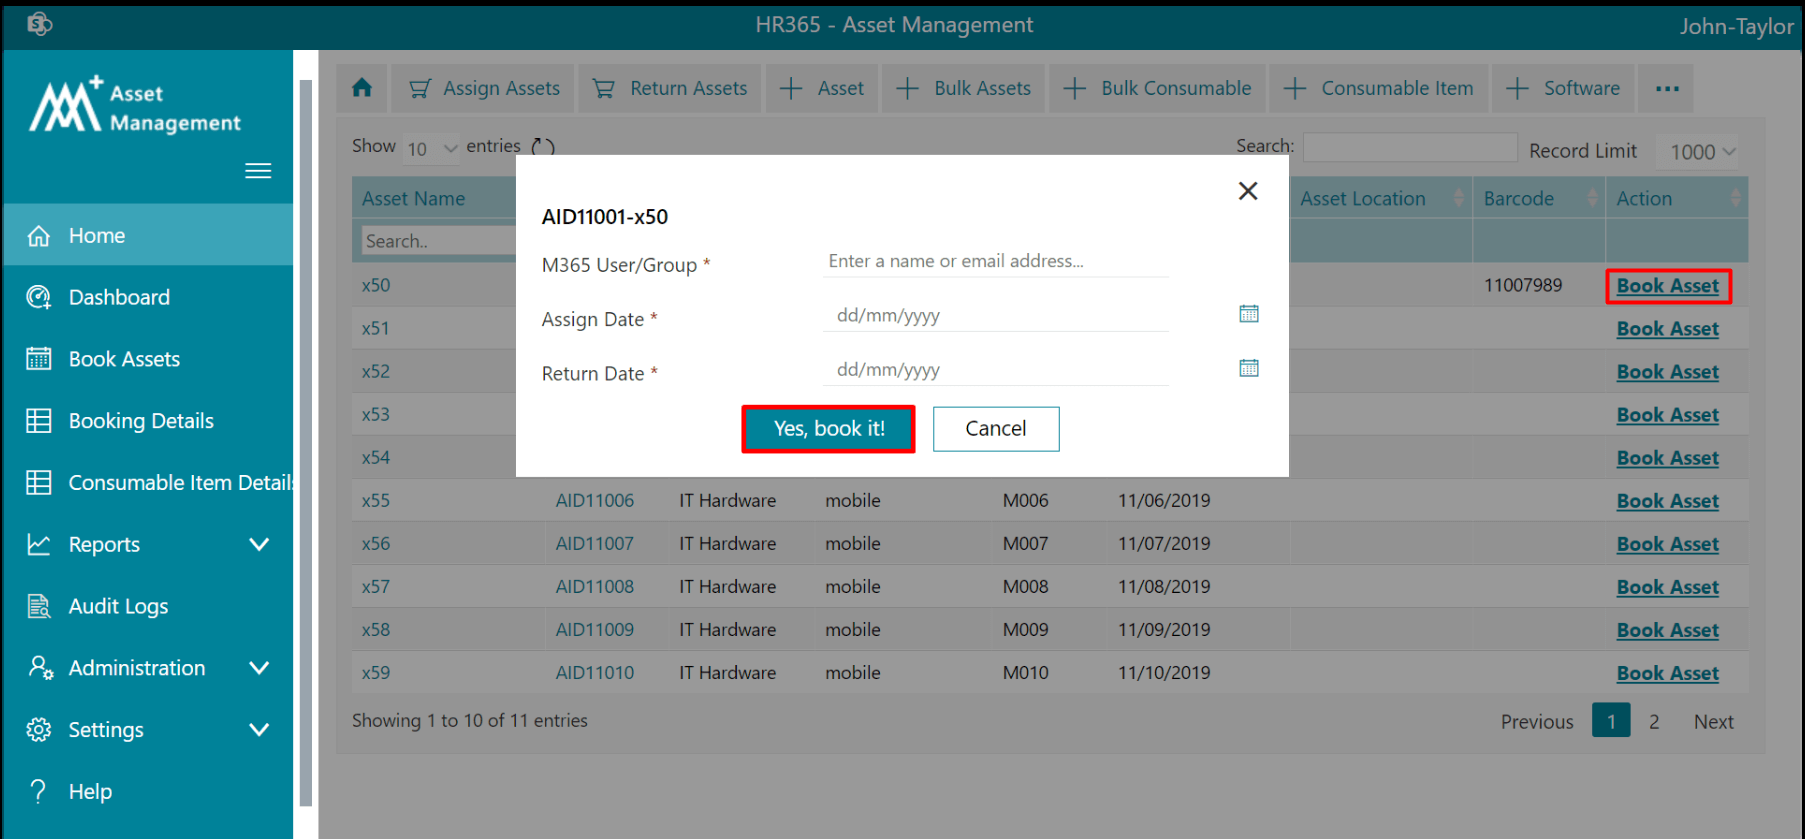 HR365 - Asset Management
John-Taylor
Asset
Management
Home
Dashboard
Book Assets
Booking Details
Consumable Item Details
Reports
Audit Logs
Administration
Settings
Help
Assign Assets Return Assets Asset Bulk Assets Bulk Consumable Consumable Item Software ...
Show 10 entries Search: Record Limit 1000
Asset Name Asset Location Barcode Action
Search..
x50 11007989 Book Asset
x51 Book Asset
x52 Book Asset
x53 Book Asset
x54 Book Asset
AID11001-x50
M365 User/Group * Enter a name or email address...
Assign Date * dd/mm/yyyy
Return Date * dd/mm/yyyy
Yes, book it! Cancel
x55 AID11006 IT Hardware mobile M006 11/06/2019 Book Asset
x56 AID11007 IT Hardware mobile M007 11/07/2019 Book Asset
x57 AID11008 IT Hardware mobile M008 11/08/2019 Book Asset
x58 AID11009 IT Hardware mobile M009 11/09/2019 Book Asset
x59 AID11010 IT Hardware mobile M010 11/10/2019 Book Asset
Showing 1 to 10 of 11 entries
Previous 1 2 Next